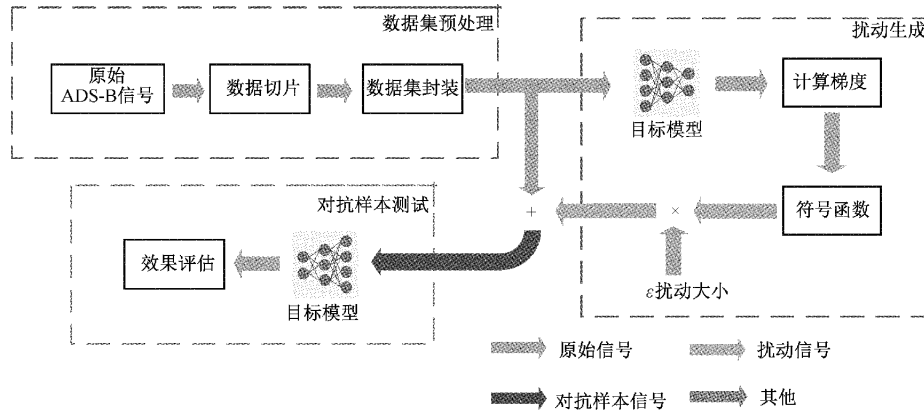 数据集预处理
原始
ADS-B信号
数据切片
数据集封装
扰动生成
目标模型
计算梯度
符号函数
×
ε扰动大小
+
对抗样本测试
效果评估
目标模型
原始信号
扰动信号
对抗样本信号
其他